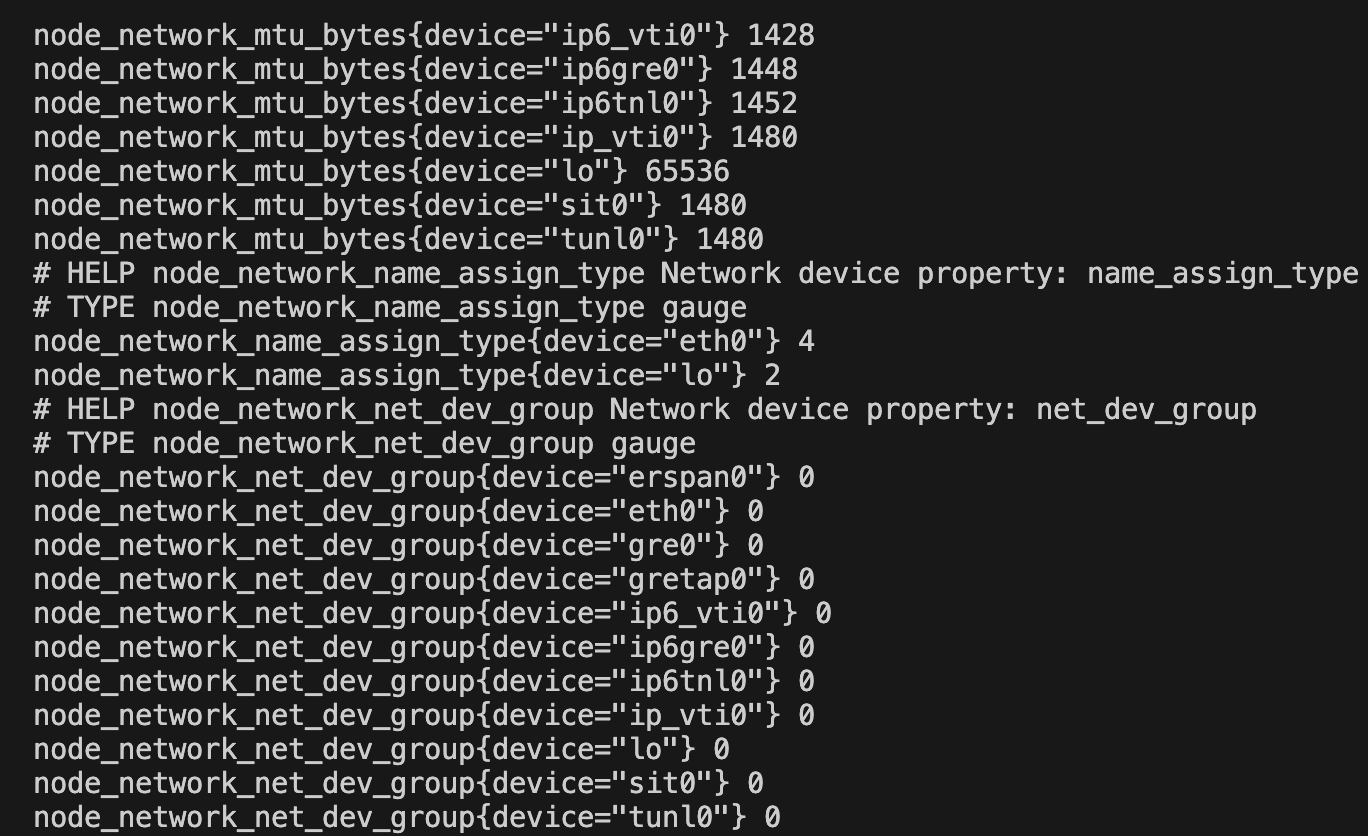 node_network_mtu_bytes{device="ip6_vti0"} 1428
node_network_mtu_bytes{device="ip6gre0"} 1448
node_network_mtu_bytes{device="ip6tnl0"} 1452
node_network_mtu_bytes{device="ip_vti0"} 1480
node_network_mtu_bytes{device="lo"} 65536
node_network_mtu_bytes{device="sit0"} 1480
node_network_mtu_bytes{device="tunl0"} 1480
# HELP node_network_name_assign_type Network device property: name_assign_type
# TYPE node_network_name_assign_type gauge
node_network_name_assign_type{device="eth0"} 4
node_network_name_assign_type{device="lo"} 2
# HELP node_network_net_dev_group Network device property: net_dev_group
# TYPE node_network_net_dev_group gauge
node_network_net_dev_group{device="erspan0"} 0
node_network_net_dev_group{device="eth0"} 0
node_network_net_dev_group{device="gre0"} 0
node_network_net_dev_group{device="gretap0"} 0
node_network_net_dev_group{device="ip6_vti0"} 0
node_network_net_dev_group{device="ip6gre0"} 0
node_network_net_dev_group{device="ip6tnl0"} 0
node_network_net_dev_group{device="ip_vti0"} 0
node_network_net_dev_group{device="lo"} 0
node_network_net_dev_group{device="sit0"} 0
node_network_net_dev_group{device="tunl0"} 0